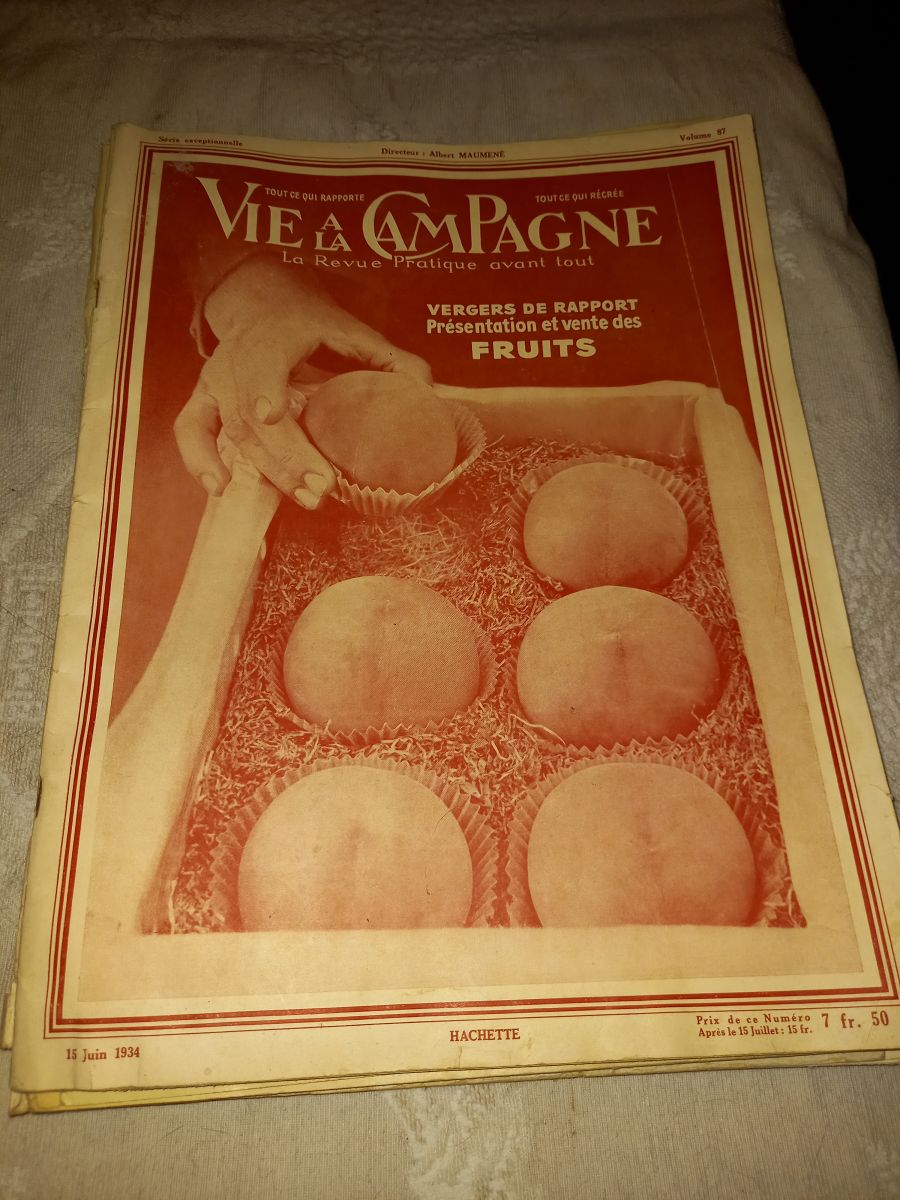 Série exceptionnelle
Directeur : Albert MAUMENÉ
Volume 87
TOUT CE QUI RAPPORTE
TOUT CE QUI RÉCRÉE
VIE A LA CAMPAGNE
La Revue Pratique avant tout
VERGERS DE RAPPORT
Présentation et vente des
FRUITS
15 Juin 1934
HACHETTE
Prix de ce Numéro 7 fr. 50
Après le 15 Juillet : 15 fr.